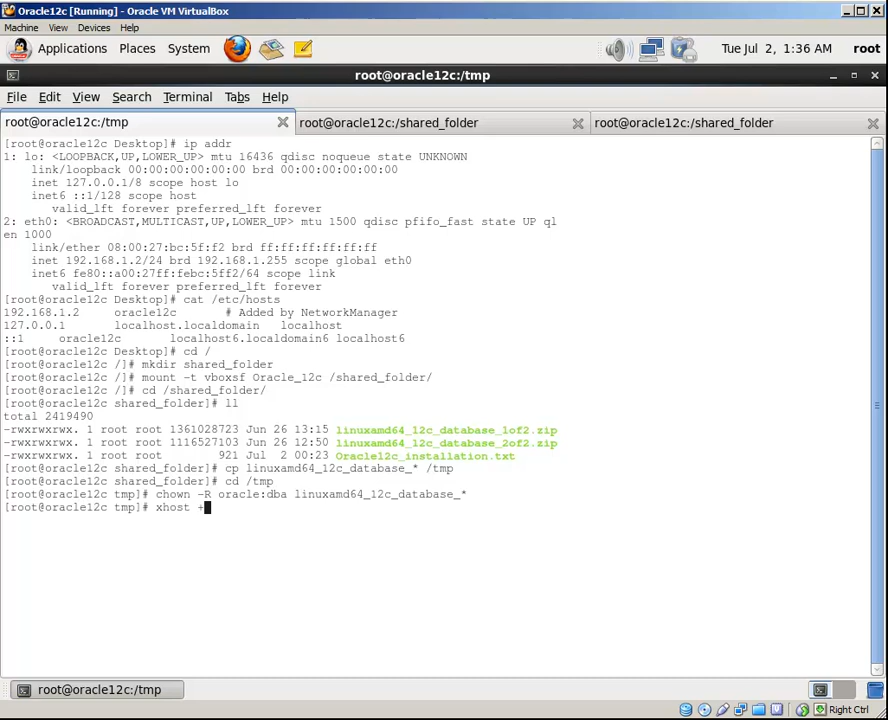 Oracle12c [Running] - Oracle VM VirtualBox
Machine View Devices Help
Applications Places System Tue Jul 2, 1:36 AM root
root@oracle12c:/tmp
File Edit View Search Terminal Tabs Help
root@oracle12c:/tmp root@oracle12c:/shared_folder root@oracle12c:/shared_folder
[root@oracle12c Desktop]# ip addr
1: lo: <LOOPBACK,UP,LOWER_UP> mtu 16436 qdisc noqueue state UNKNOWN
link/loopback 00:00:00:00:00:00 brd 00:00:00:00:00:00
inet 127.0.0.1/8 scope host lo
inet6 ::1/128 scope host
valid_lft forever preferred_lft forever
2: eth0: <BROADCAST,MULTICAST,UP,LOWER_UP> mtu 1500 qdisc pfifo_fast state UP ql
en 1000
link/ether 08:00:27:bc:5f:f2 brd ff:ff:ff:ff:ff:ff
inet 192.168.1.2/24 brd 192.168.1.255 scope global eth0
inet6 fe80::a00:27ff:febc:5ff2/64 scope link
valid_lft forever preferred_lft forever
[root@oracle12c Desktop]# cat /etc/hosts
192.168.1.2 oracle12c # Added by NetworkManager
127.0.0.1 localhost.localdomain localhost
::1 oracle12c localhost6.localdomain6 localhost6
[root@oracle12c Desktop]# cd /
[root@oracle12c /]# mkdir shared_folder
[root@oracle12c /]# mount -t vboxsf Oracle_12c /shared_folder/
[root@oracle12c /]# cd /shared_folder/
[root@oracle12c shared_folder]# ll
total 2419490
-rwxrwxrwx. 1 root root 1361028723 Jun 26 13:15 linuxamd64_12c_database_1of2.zip
-rwxrwxrwx. 1 root root 1116527103 Jun 26 12:50 linuxamd64_12c_database_2of2.zip
-rwxrwxrwx. 1 root root 921 Jul 2 00:23 Oracle12c_installation.txt
[root@oracle12c shared_folder]# cp linuxamd64_12c_database_* /tmp
[root@oracle12c shared_folder]# cd /tmp
[root@oracle12c tmp]# chown -R oracle:dba linuxamd64_12c_database_*
[root@oracle12c tmp]# xhost +
root@oracle12c:/tmp
Right Ctrl